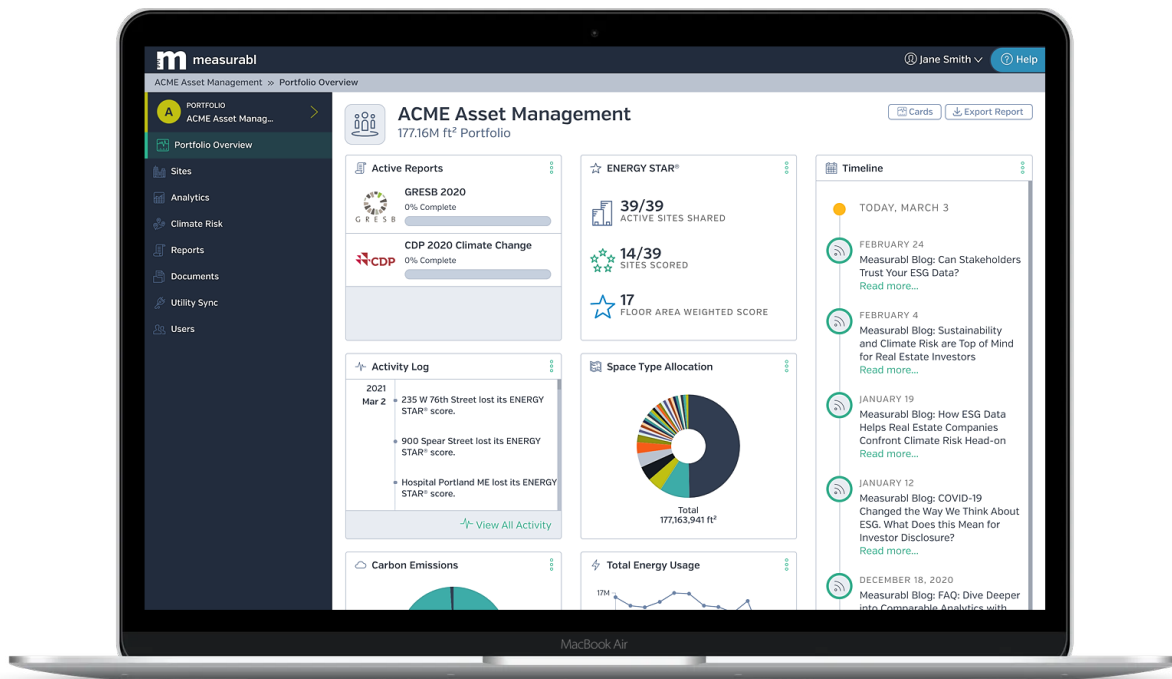 measurabl
Jane Smith
Help
ACME Asset Management » Portfolio Overview
A
PORTFOLIO
ACME Asset Manag...
Portfolio Overview
Sites
Analytics
Climate Risk
Reports
Documents
Utility Sync
Users
ACME Asset Management
177.16M ft² Portfolio
Cards
Export Report
Active Reports
GRESB
GRESB 2020
0% Complete
CDP
CDP 2020 Climate Change
0% Complete
ENERGY STAR®
39/39
ACTIVE SITES SHARED
14/39
SITES SCORED
17
FLOOR AREA WEIGHTED SCORE
Timeline
TODAY, MARCH 3
FEBRUARY 24
Measurabl Blog: Can Stakeholders
Trust Your ESG Data?
Read more...
FEBRUARY 4
Measurabl Blog: Sustainability
and Climate Risk are Top of Mind
for Real Estate Investors
Read more...
JANUARY 19
Measurabl Blog: How ESG Data
Helps Real Estate Companies
Confront Climate Risk Head-on
Read more...
JANUARY 12
Measurabl Blog: COVID-19
Changed the Way We Think About
ESG. What Does this Mean for
Investor Disclosure?
Read more...
DECEMBER 18, 2020
Measurabl Blog: FAQ: Dive Deeper
into Comparable Analytics with
Activity Log
2021
Mar 2
235 W 76th Street lost its ENERGY
STAR® score.
900 Spear Street lost its ENERGY
STAR® score.
Hospital Portland ME lost its ENERGY
STAR® score.
View All Activity
Space Type Allocation
Total
177,163,941 ft²
Carbon Emissions
Total Energy Usage
17M
MacBook Air